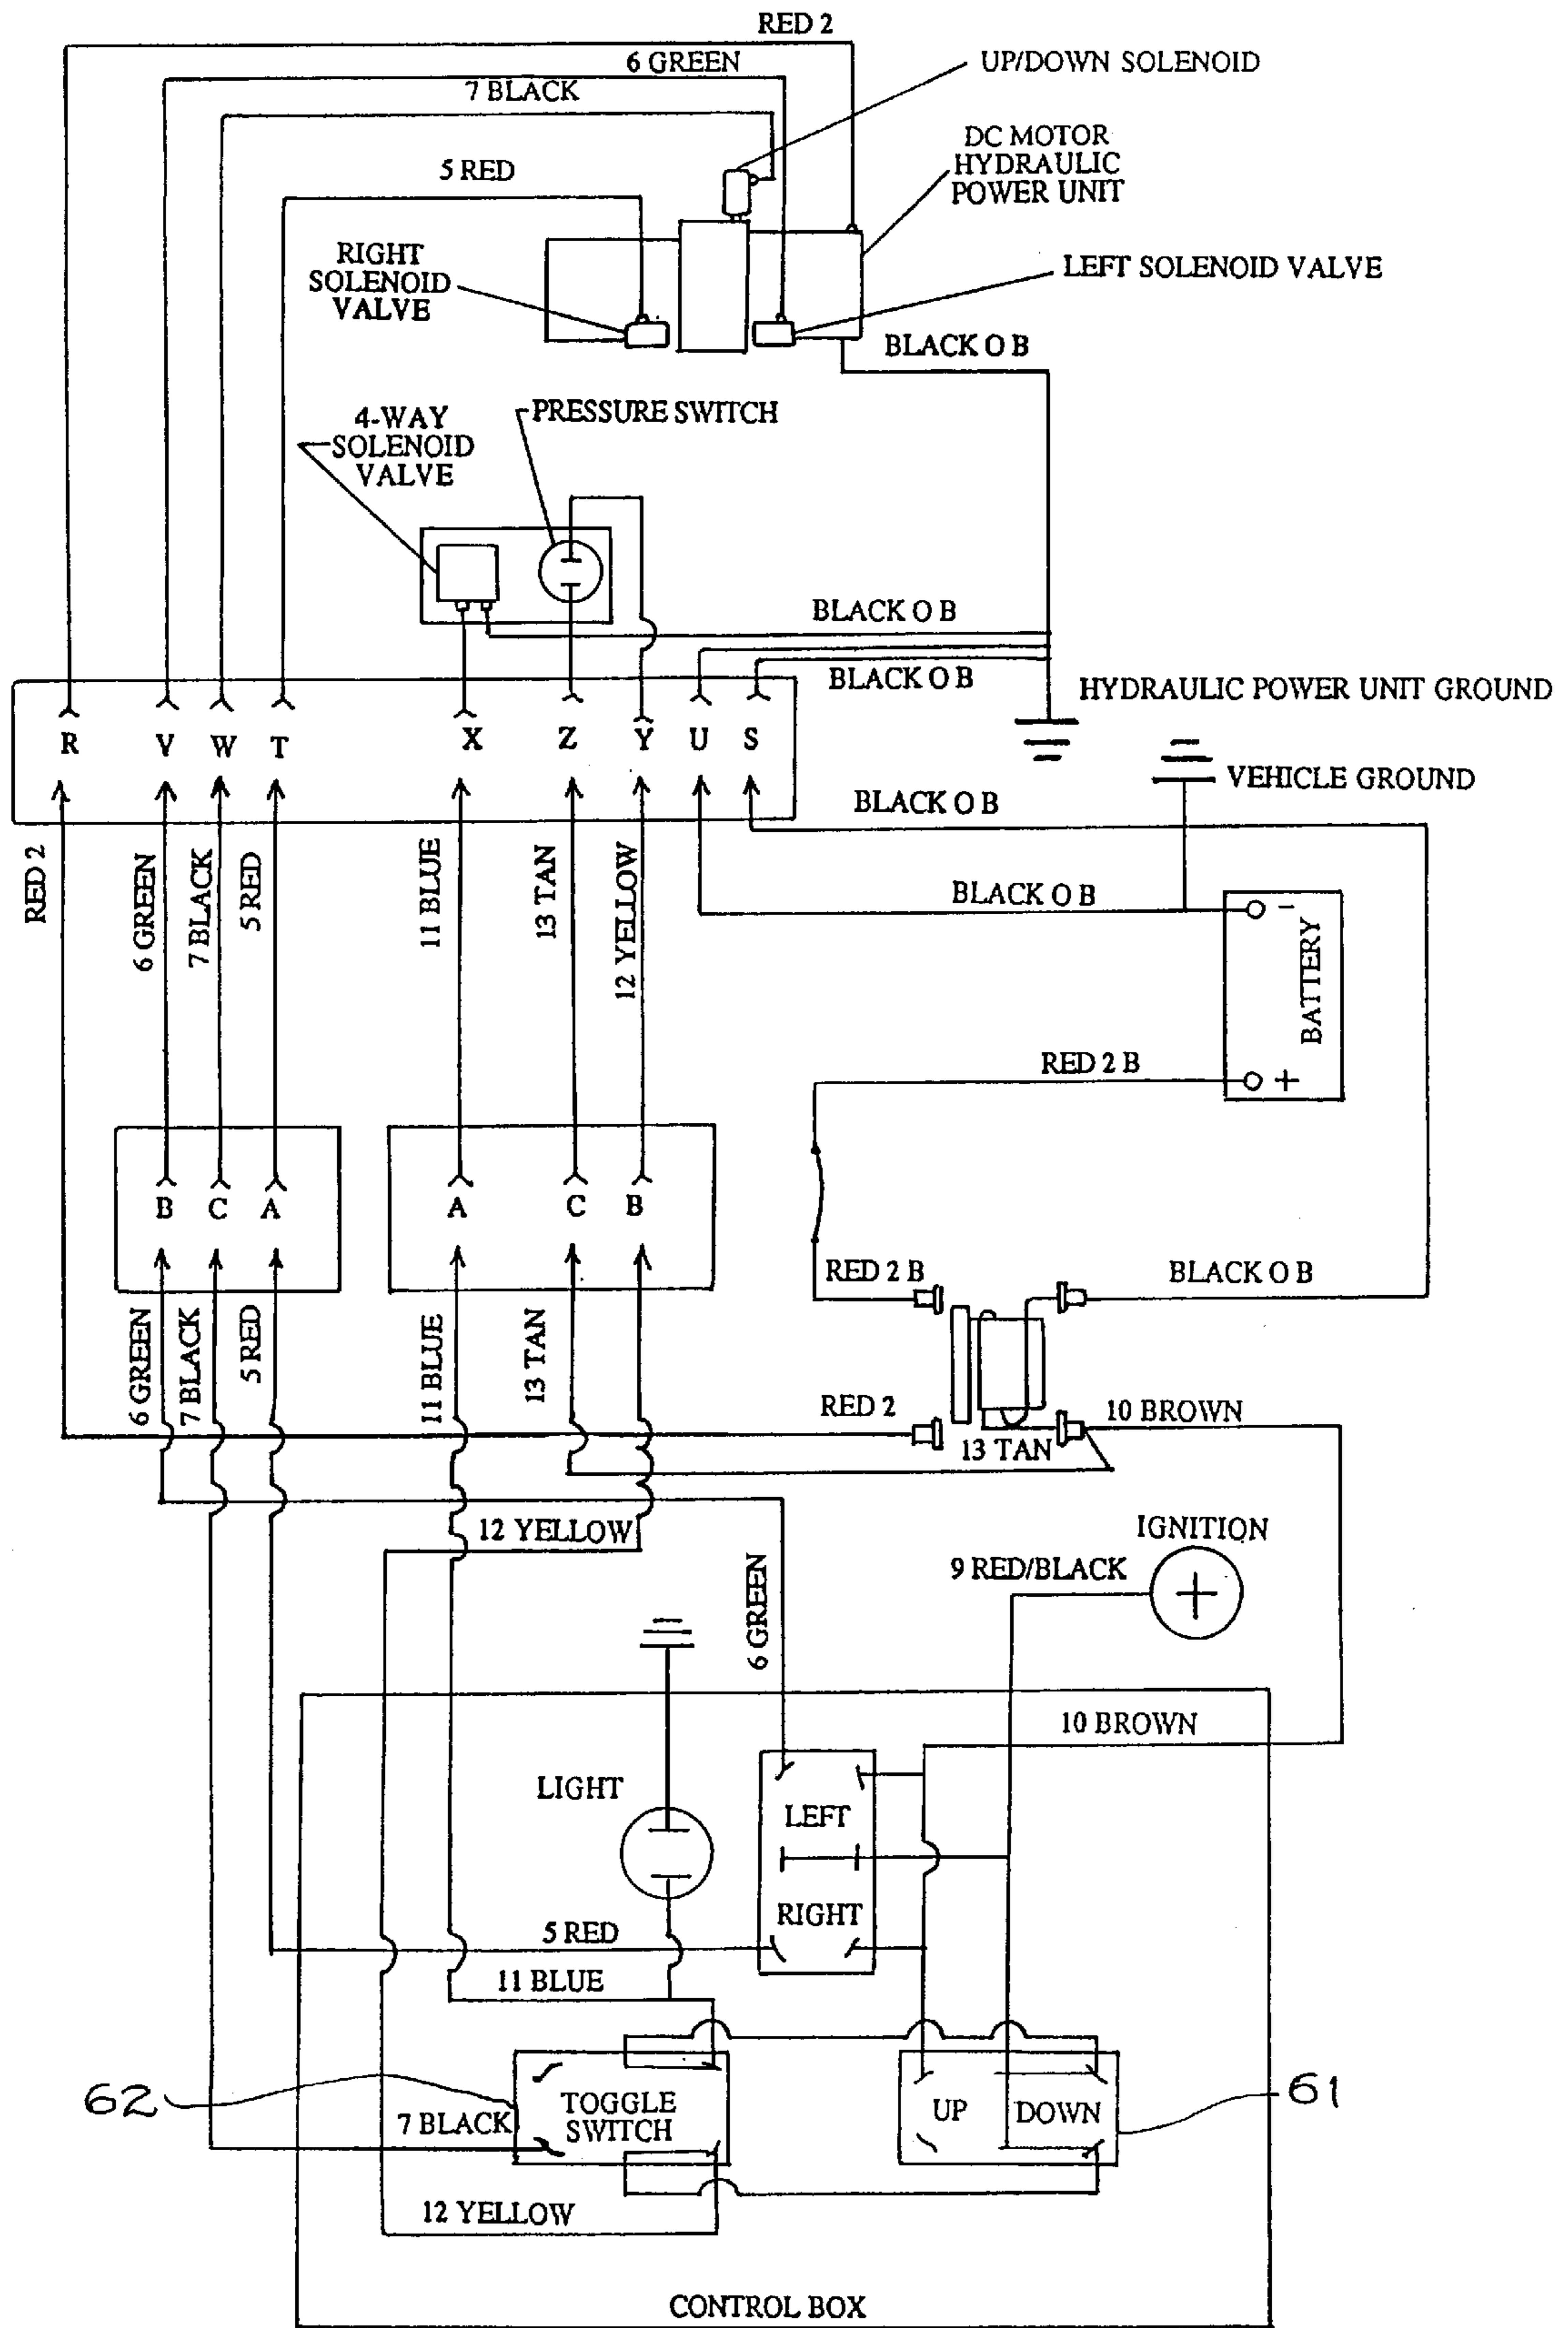 RED 2
6 GREEN
UP/DOWN SOLENOID
7 BLACK
DC MOTOR
HYDRAULIC
POWER UNIT
5 RED
RIGHT
SOLENOID
VALVE
LEFT SOLENOID VALVE
BLACK O B
4-WAY
SOLENOID
VALVE
PRESSURE SWITCH
BLACK O B
BLACK O B
HYDRAULIC POWER UNIT GROUND
R V W T X Z Y U S
VEHICLE GROUND
BLACK O B
RED 2
6 GREEN
7 BLACK
5 RED
11 BLUE
13 TAN
12 YELLOW
BLACK O B
-
BATTERY
RED 2 B
+
B C A
A C B
RED 2 B
BLACK O B
6 GREEN
7 BLACK
5 RED
11 BLUE
13 TAN
RED 2
10 BROWN
13 TAN
12 YELLOW
IGNITION
9 RED/BLACK
+
6 GREEN
10 BROWN
LIGHT
LEFT
RIGHT
5 RED
11 BLUE
62
TOGGLE
SWITCH
7 BLACK
UP
DOWN
61
12 YELLOW
CONTROL BOX